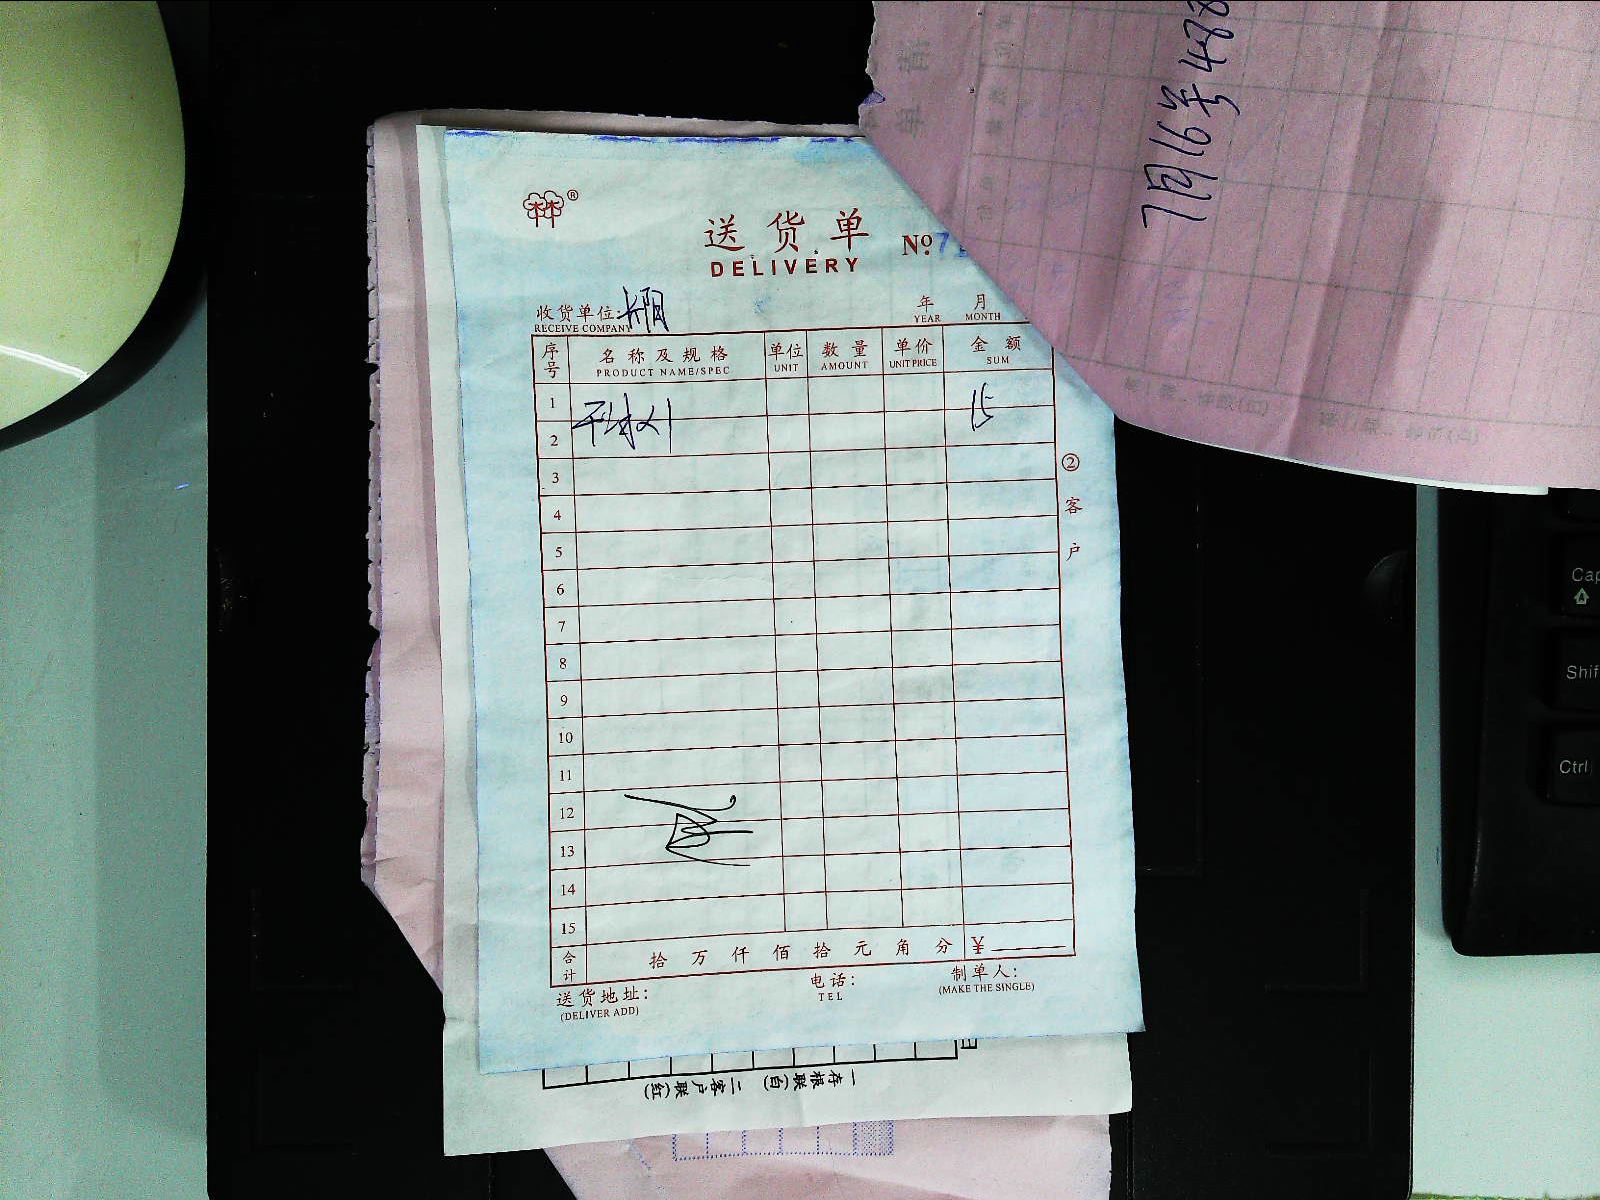 ®
送货单
DELIVERY
№ 7
收货单位:
RECEIVE COMPANY
年 月
YEAR MONTH
序号 名称及规格 单位 数量 单价 金额
PRODUCT NAME/SPEC UNIT AMOUNT UNIT PRICE SUM
1
15
2
3
4
5
6
7
8
9
10
11
12
13
14
15
合计 拾 万 仟 佰 拾 元 角 分 ¥
② 客户
送货地址: 电话: 制单人:
(DELIVER ADD) TEL (MAKE THE SINGLE)
一存根联(白) 二客户联(红)
Shif
Ctrl